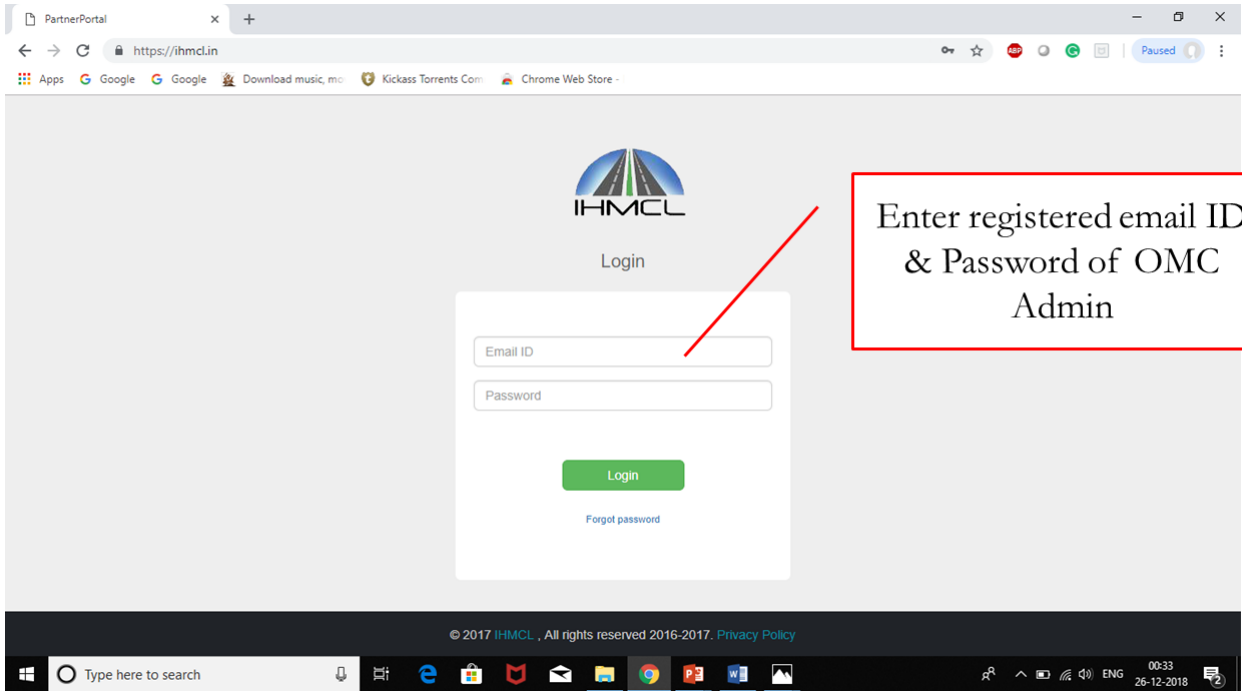 PartnerPortal
https://ihmcl.in
ABP
Paused
Apps
Google
Google
Download music, mo
Kickass Torrents Com
Chrome Web Store -
IHMCL
Login
Enter registered email ID
& Password of OMC
Admin
Email ID
Password
Login
Forgot password
© 2017 IHMCL , All rights reserved 2016-2017. Privacy Policy
Type here to search
ENG
00:33
26-12-2018
2